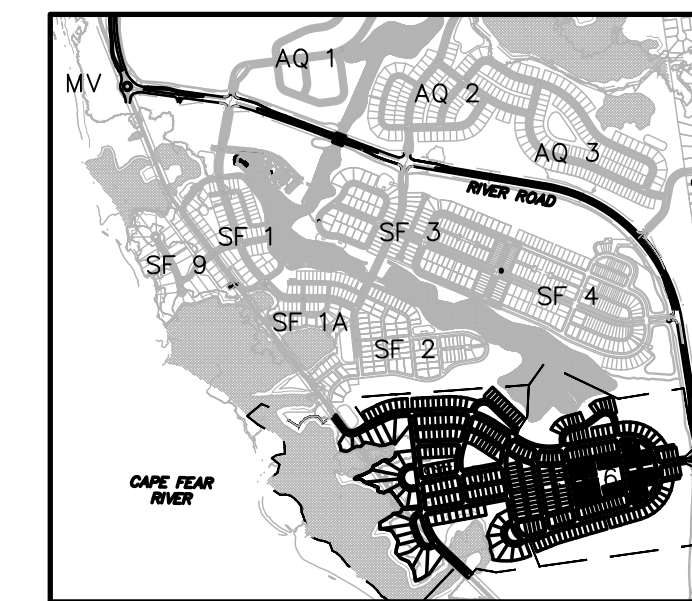 AQ 1
MV
AQ 2
AQ 3
RIVER ROAD
SF 1
SF 3
SF 9
SF 4
SF 1A
SF 2
6
CAPE FEAR
RIVER